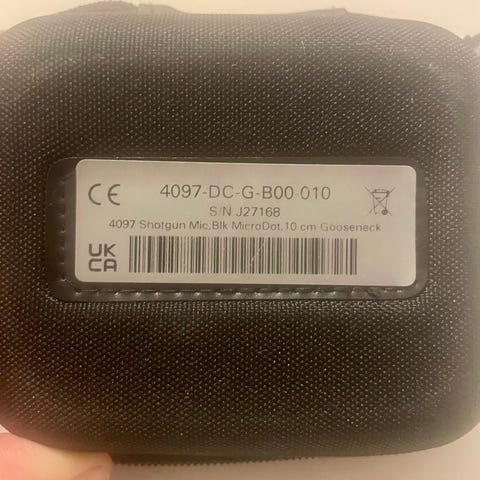 CE
4097-DC-G-B00-010
S/N J27168
4097 Shotgun Mic,Blk MicroDot,10 cm Gooseneck
UK
CA